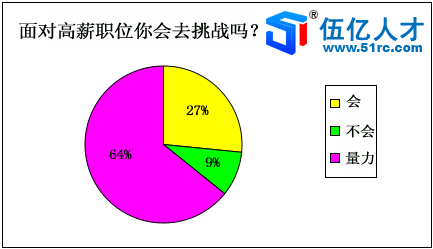 面对高薪职位你会去挑战吗?
51 ® 伍亿人才
www.51rc.com
27%
9%
64%
会
不会
量力